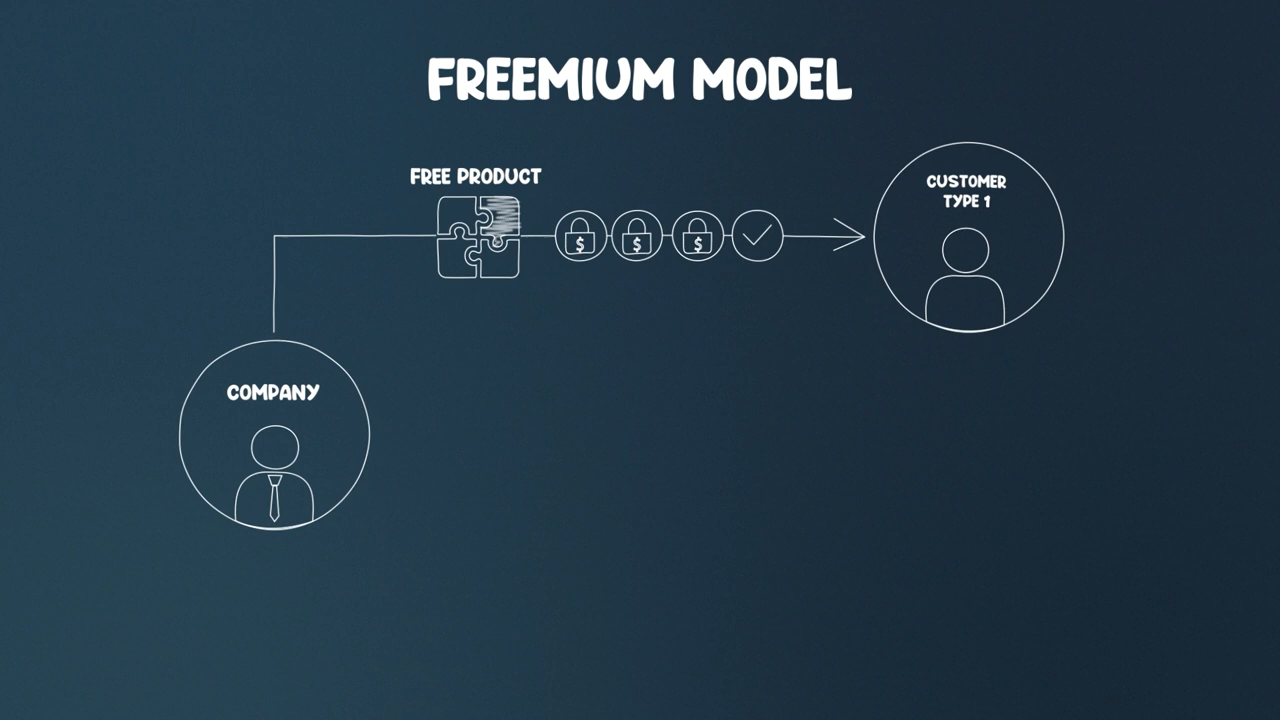 FREEMIUM MODEL
FREE PRODUCT
CUSTOMER
TYPE 1
$ $ $
COMPANY